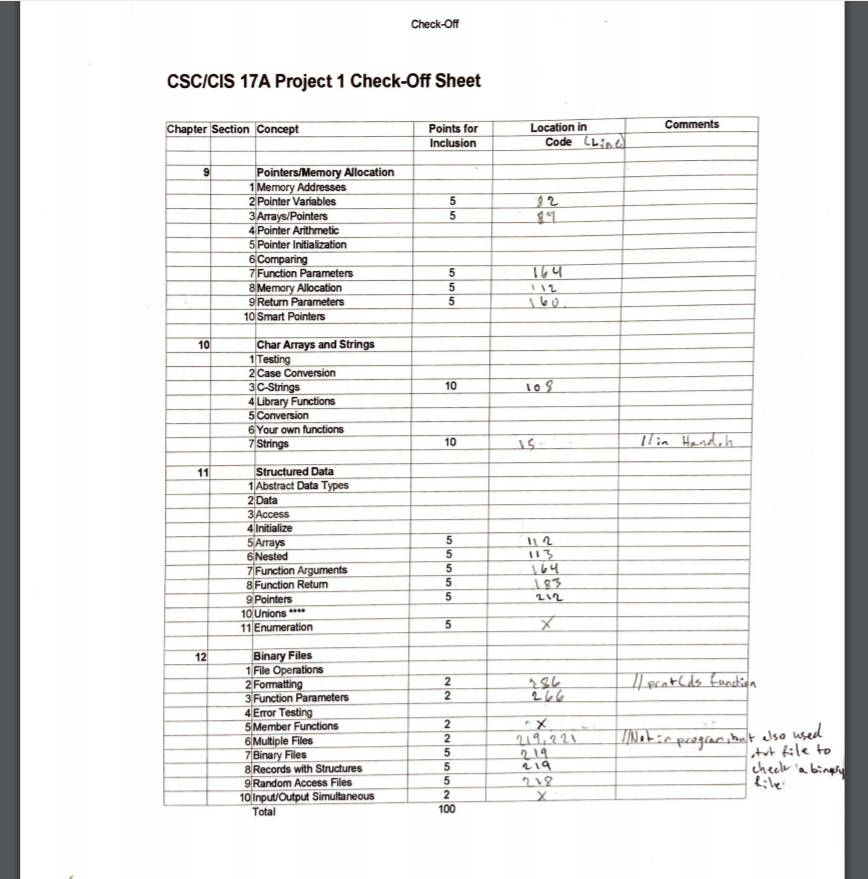 Check-Off
CSC/CIS 17A Project 1 Check-Off Sheet
Chapter Section Concept Points for Location in Comments
Inclusion Code (Line)
9 Pointers/Memory Allocation
1 Memory Addresses
2 Pointer Variables 5 82
3 Arrays/Pointers 5 89
4 Pointer Arithmetic
5 Pointer Initialization
6 Comparing
7 Function Parameters 5 164
8 Memory Allocation 5 112
9 Return Parameters 5 160
10 Smart Pointers
10 Char Arrays and Strings
1 Testing
2 Case Conversion
3 C-Strings 10 108
4 Library Functions
5 Conversion
6 Your own functions
7 Strings 10 15 //in Hand.h
11 Structured Data
1 Abstract Data Types
2 Data
3 Access
4 Initialize
5 Arrays 5 112
6 Nested 5 113
7 Function Arguments 5 164
8 Function Return 5 183
9 Pointers 5 212
10 Unions ****
11 Enumeration 5 X
12 Binary Files
1 File Operations
2 Formatting 2 286 // prntCds function
3 Function Parameters 2 266
4 Error Testing
5 Member Functions 2 X
6 Multiple Files 2 219,221 //Not in program, but also used
7 Binary Files 5 219 .txt file to
8 Records with Structures 5 219 check a binary
9 Random Access Files 5 218 file
10 Input/Output Simultaneous 2 X
Total 100